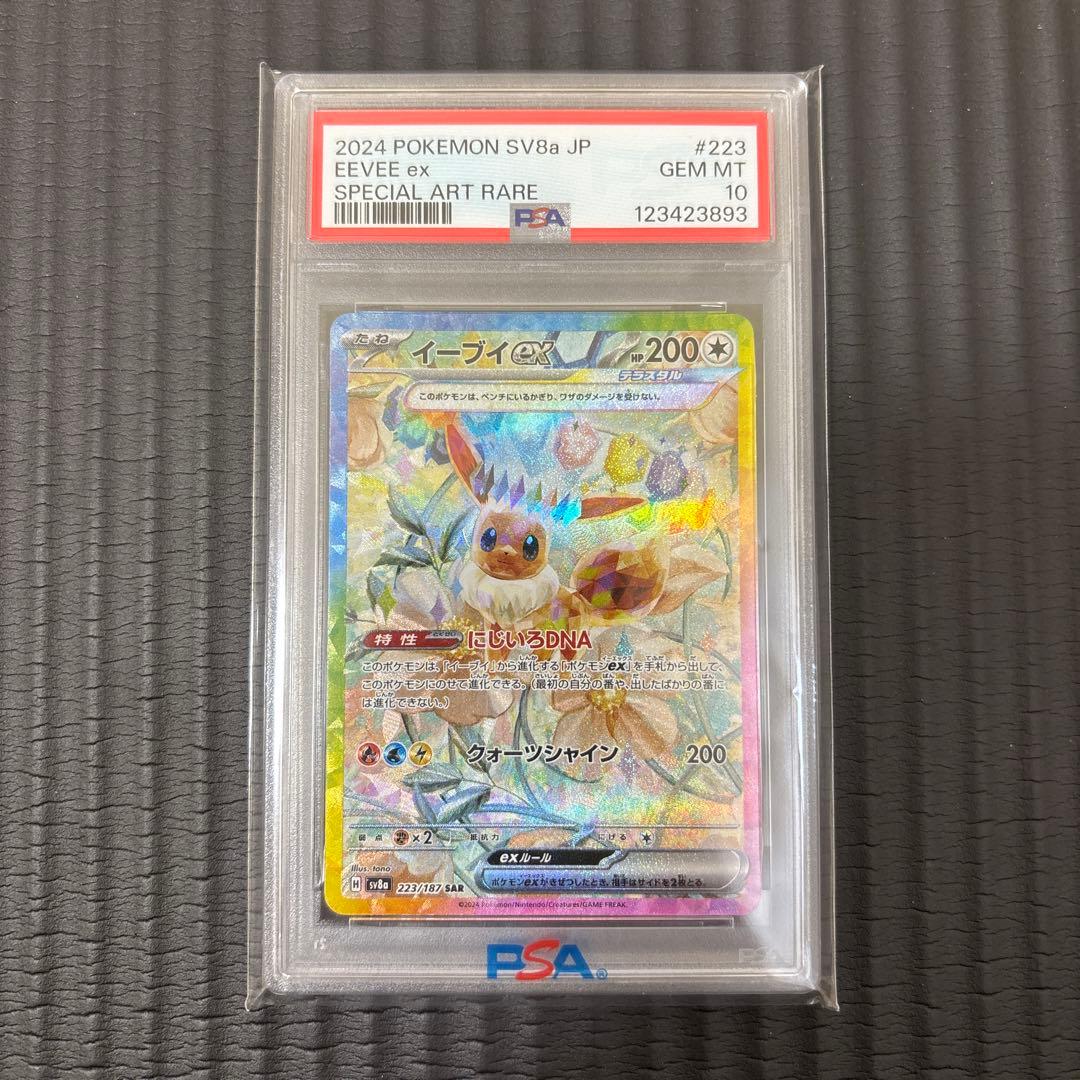 2024 POKEMON SV8a JP #223
EEVEE ex GEM MT
SPECIAL ART RARE 10
PSA 123423893
たね イーブイex HP200
テラスタル
このポケモンは、ベンチにいるかぎり、ワザのダメージを受けない。
特性 とくせい にじいろDNA
このポケモンは、「イーブイ」から進化する「ポケモンex」を手札から出して、
このポケモンにのせて進化できる。（最初の自分の番や、出したばかりの番に
は進化できない。）
クォーツシャイン 200
弱点 ×2 抵抗力 にげる
exルール
ポケモンexがきぜつしたとき、相手はサイドを2枚とる。
Illus. tono
H sv8a 223/187 SAR
©2024 Pokémon/Nintendo/Creatures/GAME FREAK.
PSA®